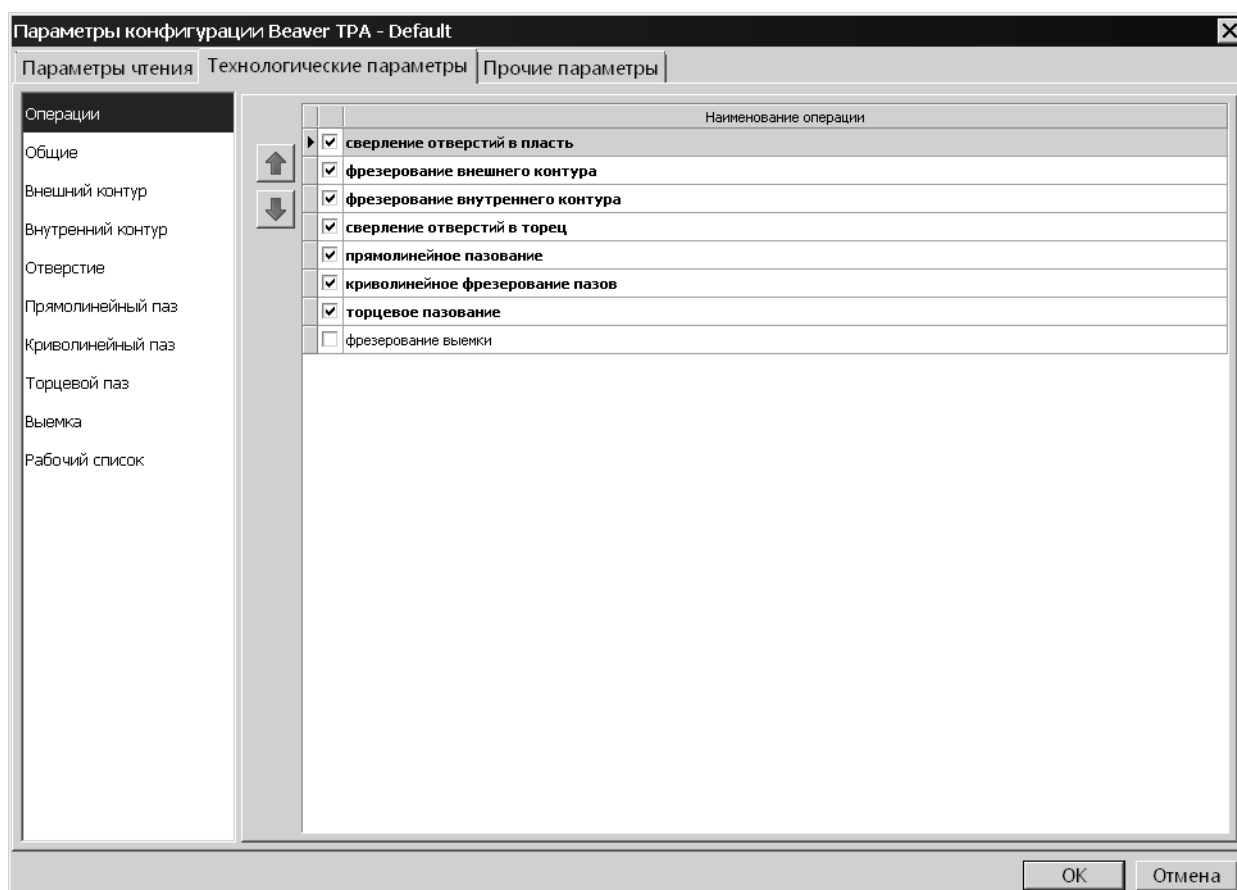 Параметры конфигурации Beaver TPA - Default
Параметры чтения Технологические параметры Прочие параметры
Операции
Общие
Внешний контур
Внутренний контур
Отверстие
Прямолинейный паз
Криволинейный паз
Торцевой паз
Выемка
Рабочий список
Наименование операции
сверление отверстий в пласть
фрезерование внешнего контура
фрезерование внутреннего контура
сверление отверстий в торец
прямолинейное пазование
криволинейное фрезерование пазов
торцевое пазование
фрезерование выемки
OK Отмена